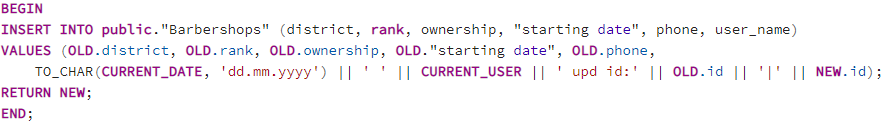 BEGIN
INSERT INTO public."Barbershops" (district, rank, ownership, "starting date", phone, user_name)
VALUES (OLD.district, OLD.rank, OLD.ownership, OLD."starting date", OLD.phone,
TO_CHAR(CURRENT_DATE, 'dd.mm.yyyy') || ' ' || CURRENT_USER || ' upd id:' || OLD.id || '|' || NEW.id);
RETURN NEW;
END;